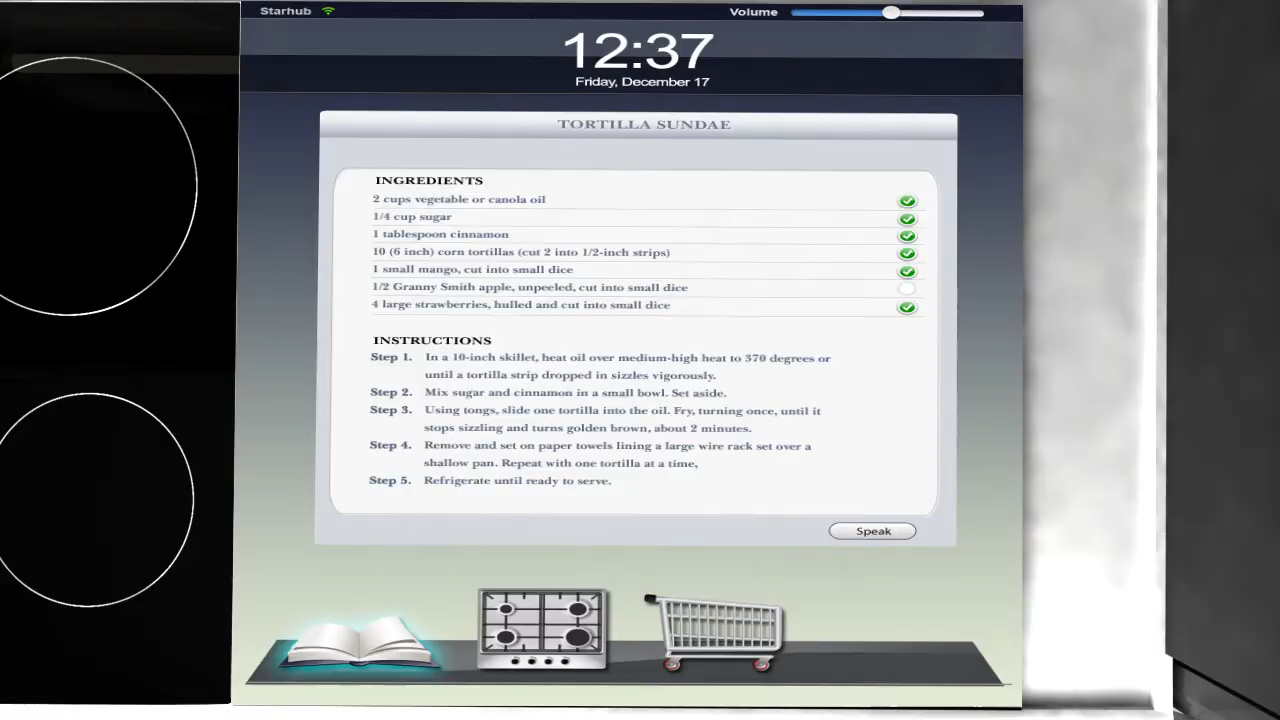 Starhub
Volume
12:37
Friday, December 17
TORTILLA SUNDAE
INGREDIENTS
2 cups vegetable or canola oil
1/4 cup sugar
1 tablespoon cinnamon
10 (6 inch) corn tortillas (cut 2 into 1/2-inch strips)
1 small mango, cut into small dice
1/2 Granny Smith apple, unpeeled, cut into small dice
4 large strawberries, hulled and cut into small dice
INSTRUCTIONS
Step 1. In a 10-inch skillet, heat oil over medium-high heat to 370 degrees or
until a tortilla strip dropped in sizzles vigorously.
Step 2. Mix sugar and cinnamon in a small bowl. Set aside.
Step 3. Using tongs, slide one tortilla into the oil. Fry, turning once, until it
stops sizzling and turns golden brown, about 2 minutes.
Step 4. Remove and set on paper towels lining a large wire rack set over a
shallow pan. Repeat with one tortilla at a time,
Step 5. Refrigerate until ready to serve.
Speak